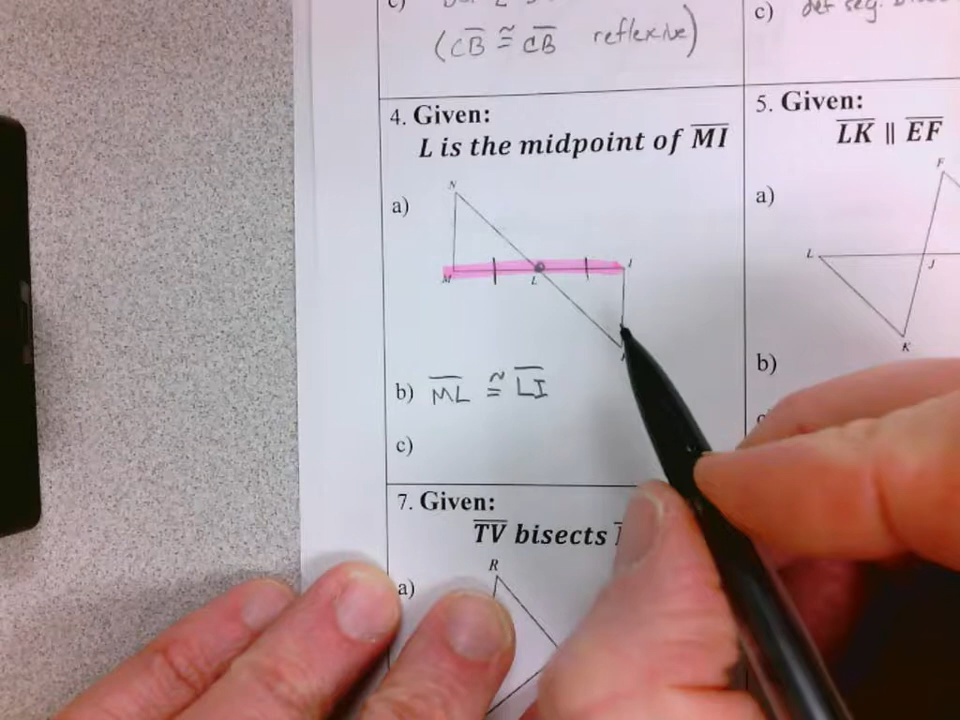 c)
(CB ≅ CB reflexive)
c) def seg.
4. Given:
L is the midpoint of MI
a)
N
M
L
I
b) ML ≅ LI
c)
5. Given:
LK ∥ EF
a)
F
L
J
K
b)
7. Given:
TV bisects
a)
R